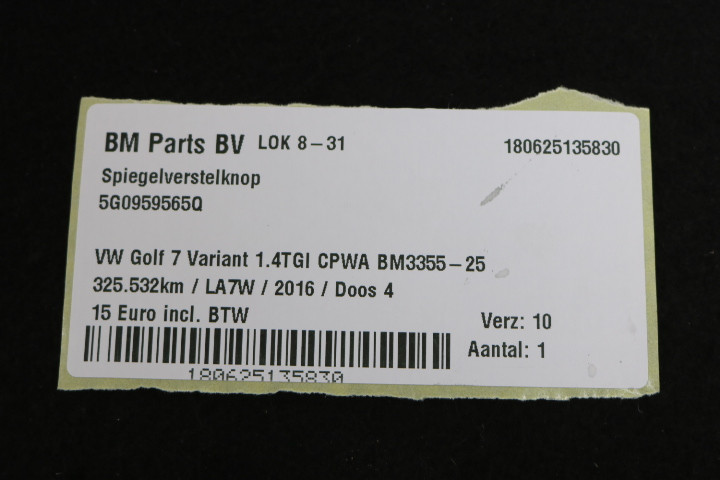 BM Parts BV LOK 8-31 180625135830
Spiegelverstelknop
5G0959565Q
VW Golf 7 Variant 1.4TGI CPWA BM3355-25
325.532km / LA7W / 2016 / Doos 4
15 Euro incl. BTW
Verz: 10
Aantal: 1
180625135830